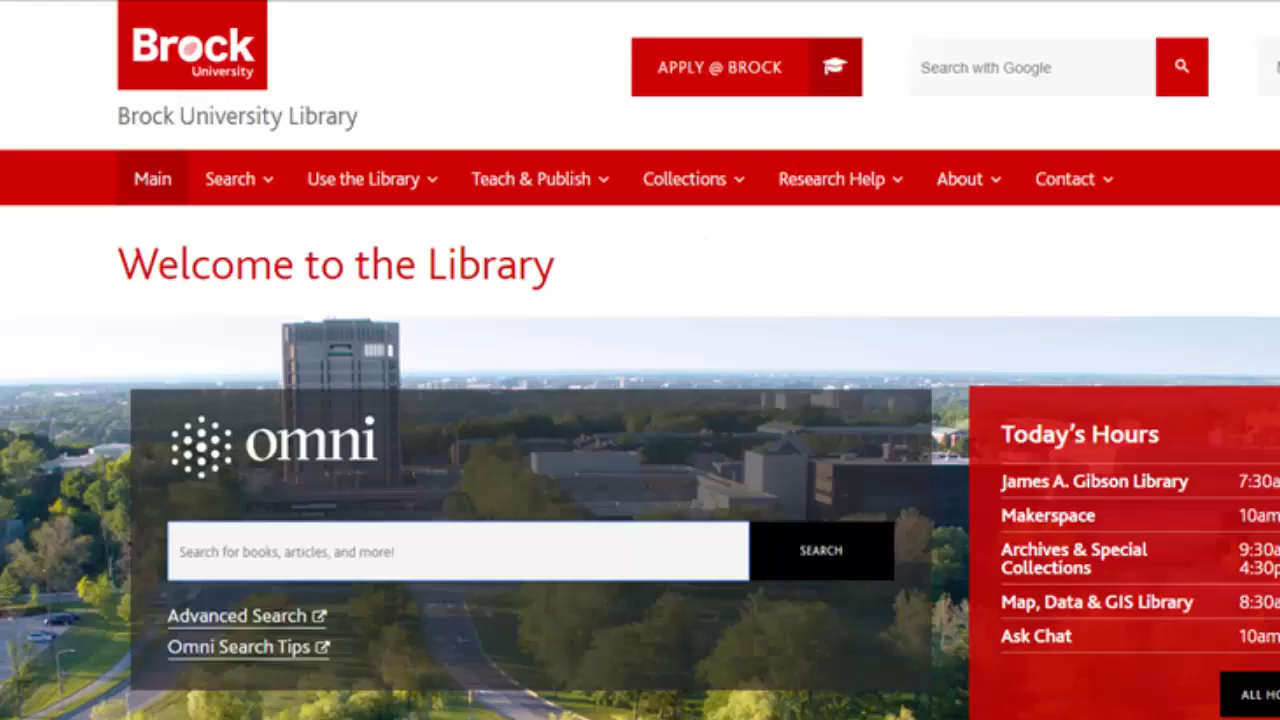 Brock
University
Brock University Library
APPLY @ BROCK
Search with Google
Main Search Use the Library Teach & Publish Collections Research Help About Contact
Welcome to the Library
omni
Search for books, articles, and more!
SEARCH
Advanced Search
Omni Search Tips
Today's Hours
James A. Gibson Library 7:30a
Makerspace 10am
Archives & Special 9:30a
Collections 4:30p
Map, Data & GIS Library 8:30a
Ask Chat 10am
ALL HO